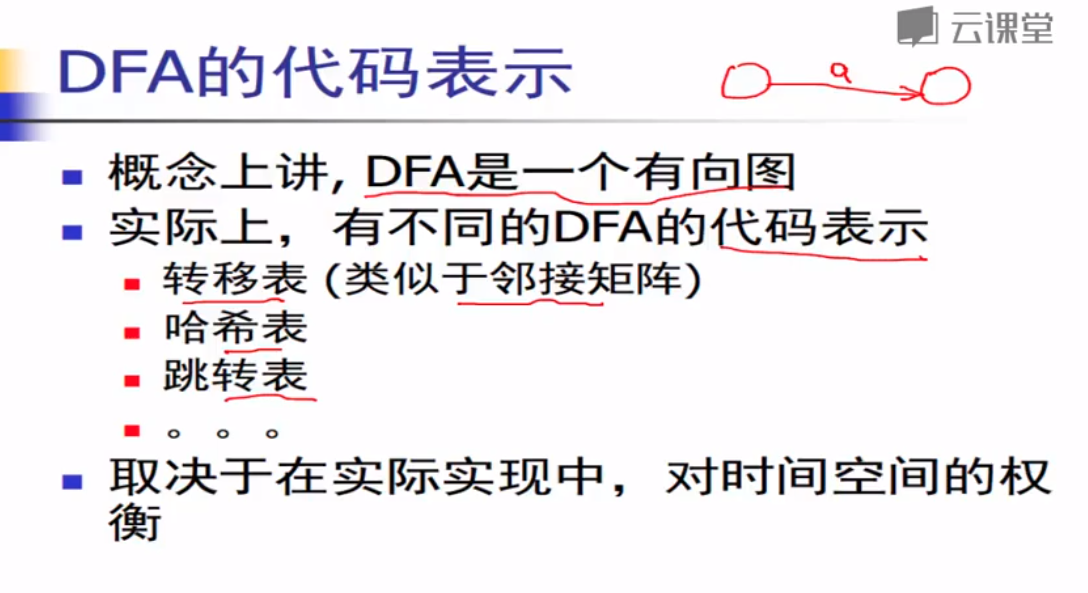 云课堂
DFA的代码表示
a
概念上讲, DFA是一个有向图
实际上，有不同的DFA的代码表示
转移表 (类似于邻接矩阵)
哈希表
跳转表
。。。
取决于在实际实现中，对时间空间的权
衡